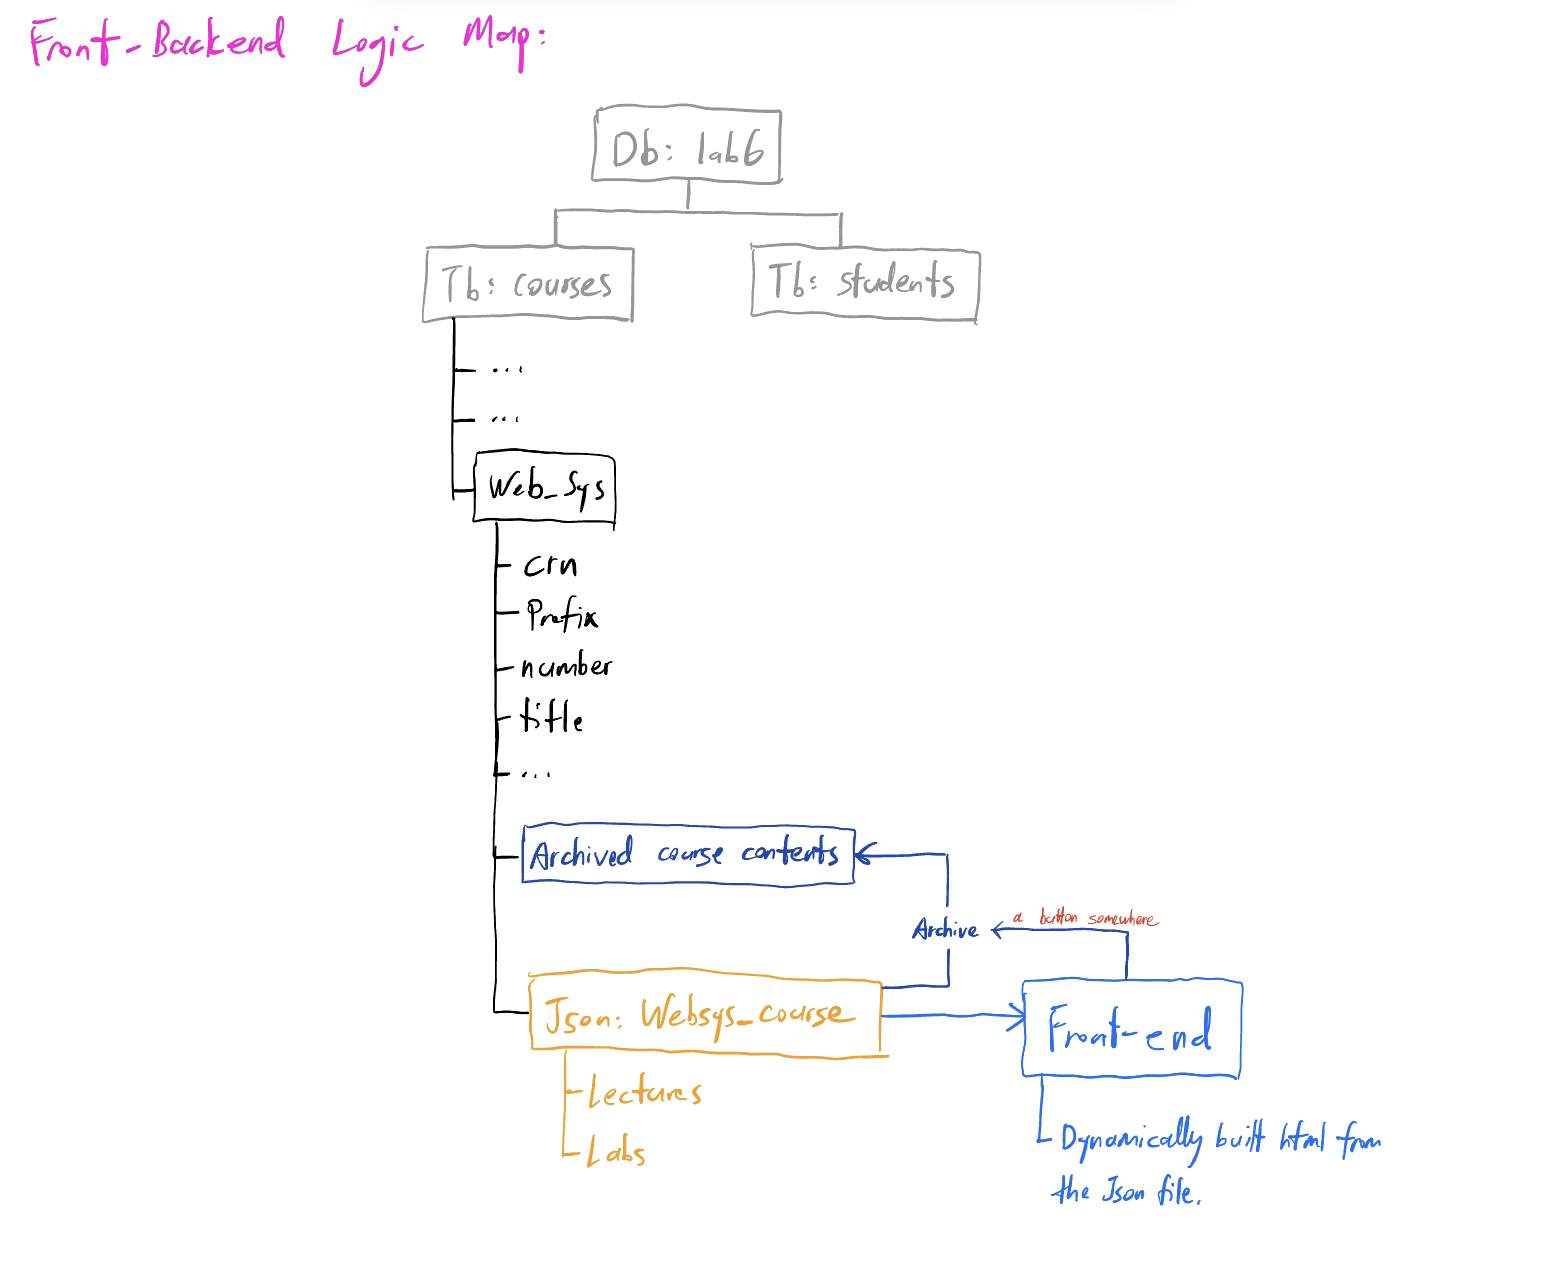 Front-Backend Logic Map:
Db: lab6
Tb: courses
Tb: students
...
...
Web_Sys
crn
Prefix
number
title
...
Archived course contents
Archive
a button somewhere
Json: Websys_course
Front-end
Lectures
Labs
Dynamically built html from
the Json file.